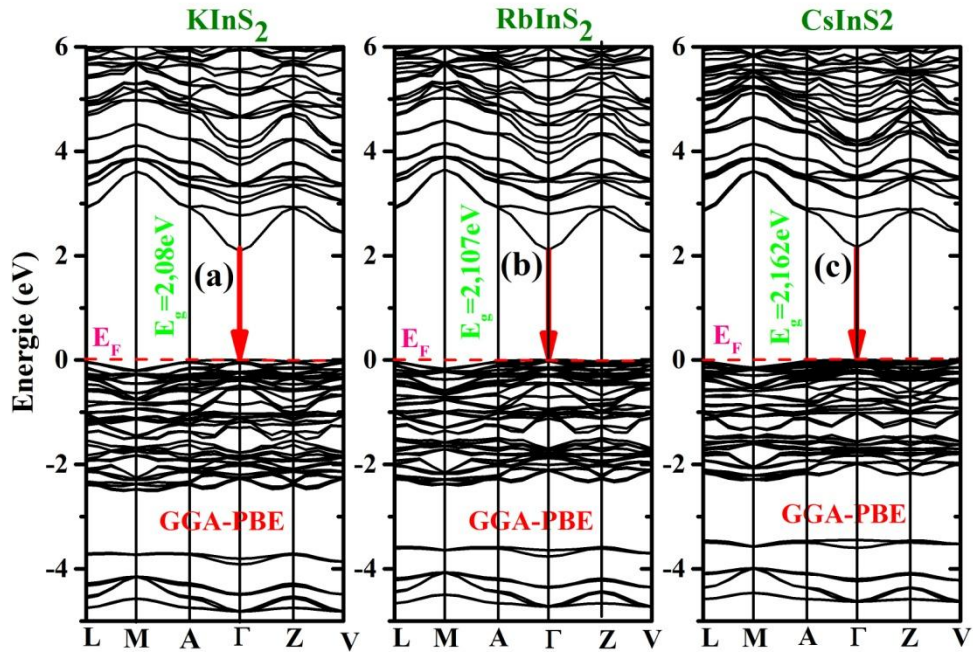 KInS₂
RbInS₂
CsInS2
Energie (eV)
6
4
2
0
-2
-4
E_g=2,08eV
(a)
E_F
GGA-PBE
L M A Γ Z V
E_g=2,107eV
(b)
E_F
GGA-PBE
L M A Γ Z V
E_g=2,162eV
(c)
E_F
GGA-PBE
L M A Γ Z V